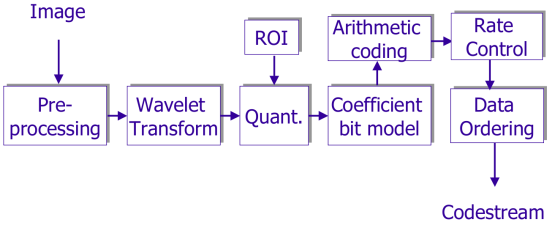 Image
Pre-
processing
Wavelet
Transform
ROI
Quant.
Coefficient
bit model
Arithmetic
coding
Rate
Control
Data
Ordering
Codestream